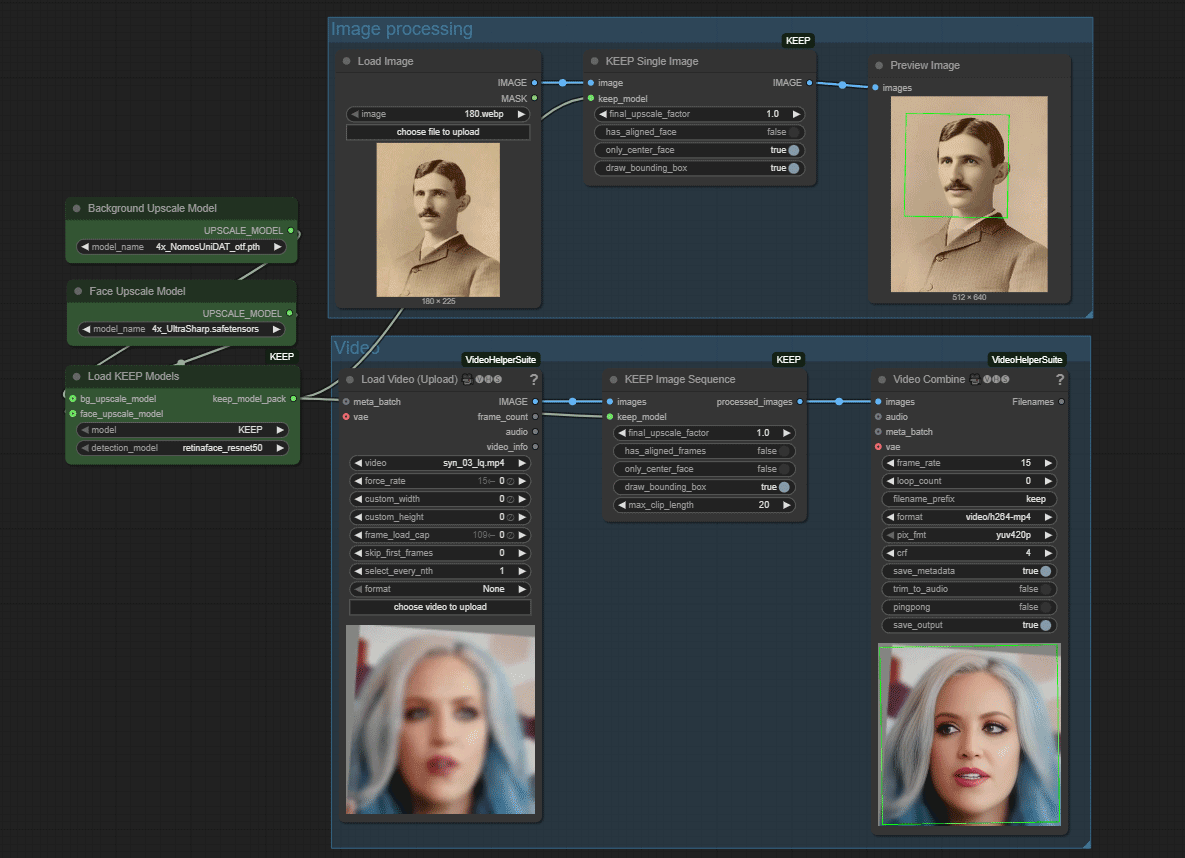 Image processing
KEEP
Load Image
IMAGE
MASK
image 180.webp
choose file to upload
180 × 225
KEEP Single Image
image IMAGE
keep_model
final_upscale_factor 1.0
has_aligned_face false
only_center_face true
draw_bounding_box true
Preview Image
images
512 × 640
Background Upscale Model
UPSCALE_MODEL
model_name 4x_NomosUniDAT_otf.pth
Face Upscale Model
UPSCALE_MODEL
model_name 4x_UltraSharp.safetensors
KEEP
Load KEEP Models
bg_upscale_model keep_model_pack
face_upscale_model
model KEEP
detection_model retinaface_resnet50
Video
VideoHelperSuite
Load Video (Upload) VHS ?
meta_batch IMAGE
vae frame_count
audio
video_info
video syn_03_lq.mp4
force_rate 15← 0
custom_width 0
custom_height 0
frame_load_cap 109← 0
skip_first_frames 0
select_every_nth 1
format None
choose video to upload
KEEP
KEEP Image Sequence
images processed_images
keep_model
final_upscale_factor 1.0
has_aligned_frames false
only_center_face false
draw_bounding_box true
max_clip_length 20
VideoHelperSuite
Video Combine VHS ?
images Filenames
audio
meta_batch
vae
frame_rate 15
loop_count 0
filename_prefix keep
format video/h264-mp4
pix_fmt yuv420p
crf 4
save_metadata true
trim_to_audio false
pingpong false
save_output true